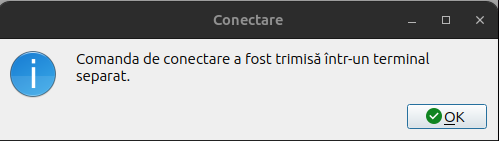 Conectare
Comanda de conectare a fost trimisă într-un terminal
separat.
OK